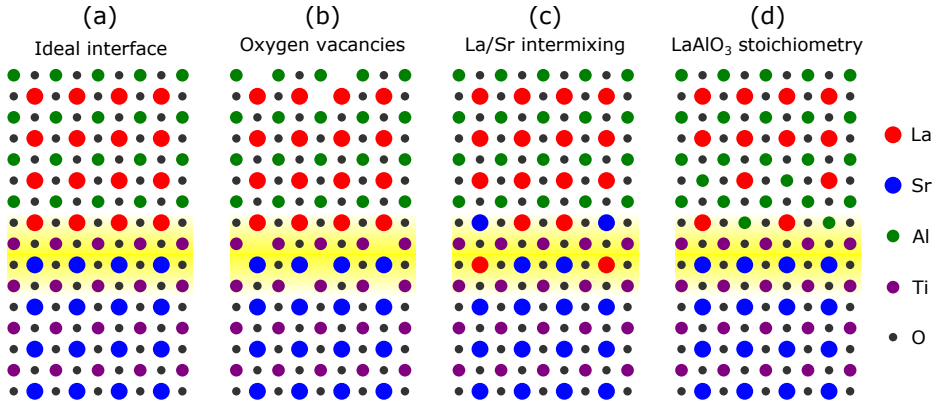 (a)
Ideal interface
(b)
Oxygen vacancies
(c)
La/Sr intermixing
(d)
LaAlO₃ stoichiometry
La
Sr
Al
Ti
O